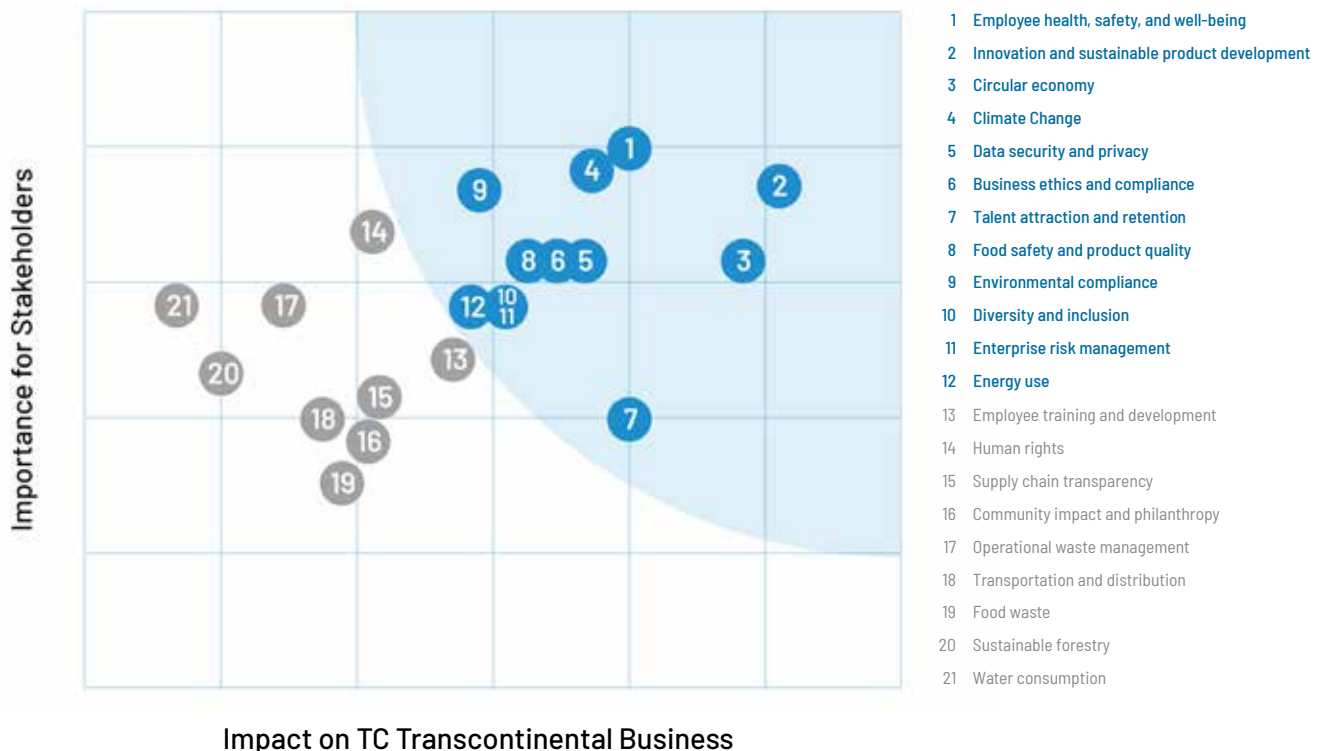 Importance for Stakeholders
1
4
9
2
14
8 6 5
3
21
17
12
10
11
13
20
15
18
7
16
19
Impact on TC Transcontinental Business
1 Employee health, safety, and well-being
2 Innovation and sustainable product development
3 Circular economy
4 Climate Change
5 Data security and privacy
6 Business ethics and compliance
7 Talent attraction and retention
8 Food safety and product quality
9 Environmental compliance
10 Diversity and inclusion
11 Enterprise risk management
12 Energy use
13 Employee training and development
14 Human rights
15 Supply chain transparency
16 Community impact and philanthropy
17 Operational waste management
18 Transportation and distribution
19 Food waste
20 Sustainable forestry
21 Water consumption